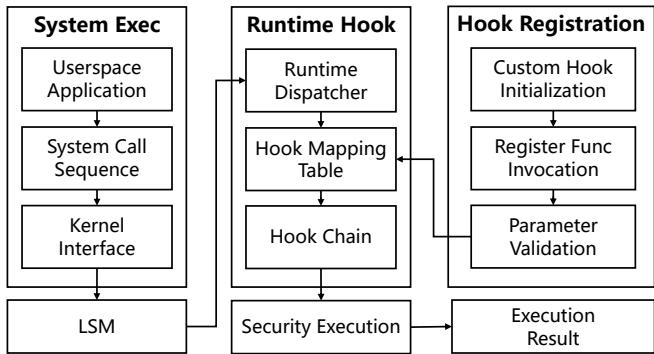 System Exec
Userspace
Application
System Call
Sequence
Kernel
Interface
LSM
Runtime Hook
Runtime
Dispatcher
Hook Mapping
Table
Hook Chain
Security Execution
Hook Registration
Custom Hook
Initialization
Register Func
Invocation
Parameter
Validation
Execution
Result